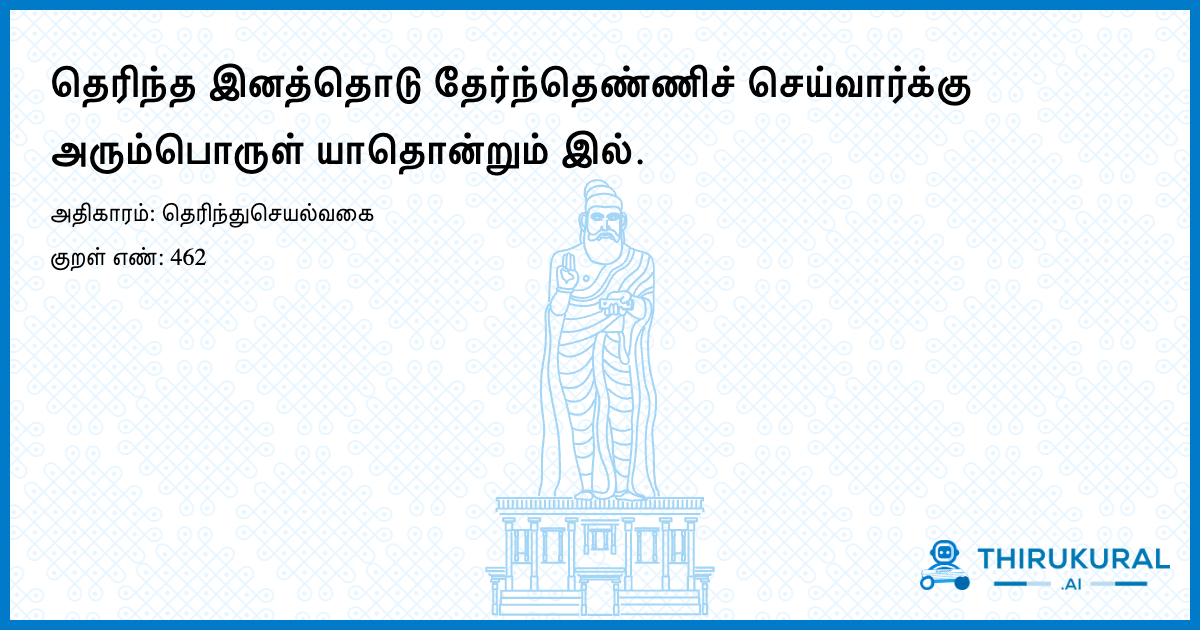 தெரிந்த இனத்தொடு தேர்ந்தெண்ணிச் செய்வார்க்கு
அரும்பொருள் யாதொன்றும் இல்.
அதிகாரம்: தெரிந்துசெயல்வகை
குறள் எண்: 462
THIRUKURAL
.AI